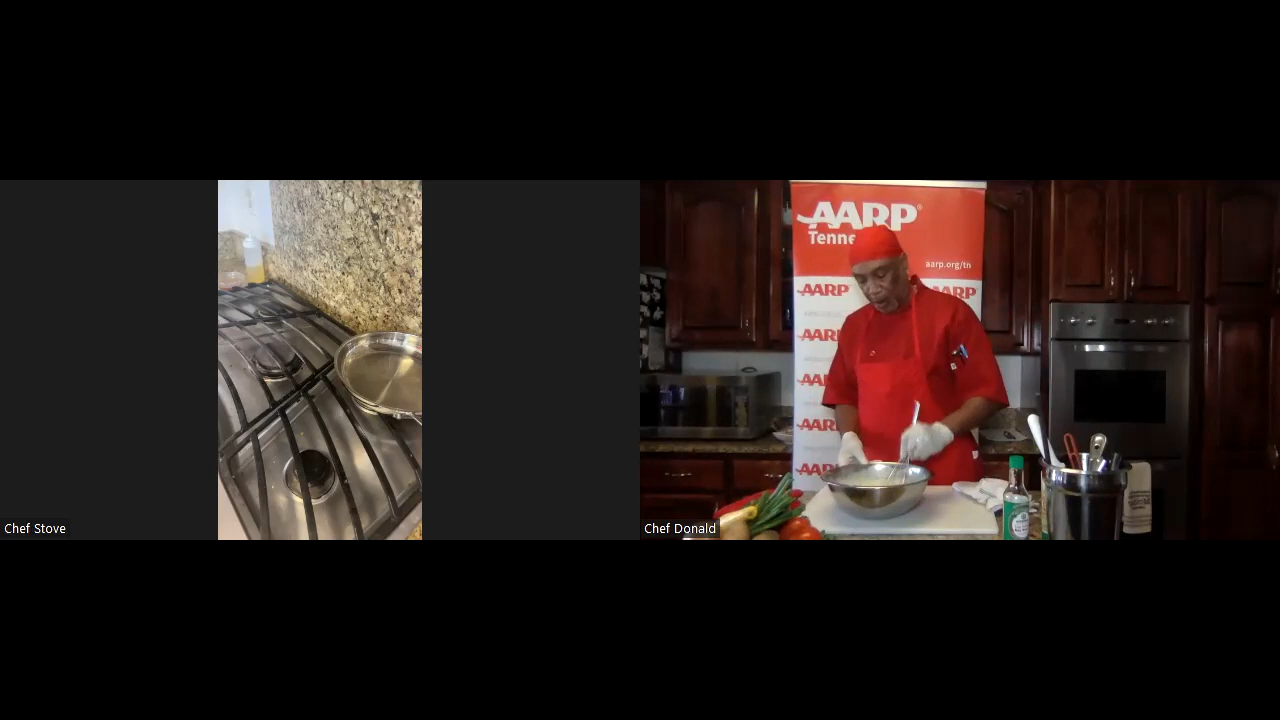 AARP®
Tenne
aarp.org/tn
AARP AARP
AARP
AARP
AARP
AARP
Chef Stove
Chef Donald